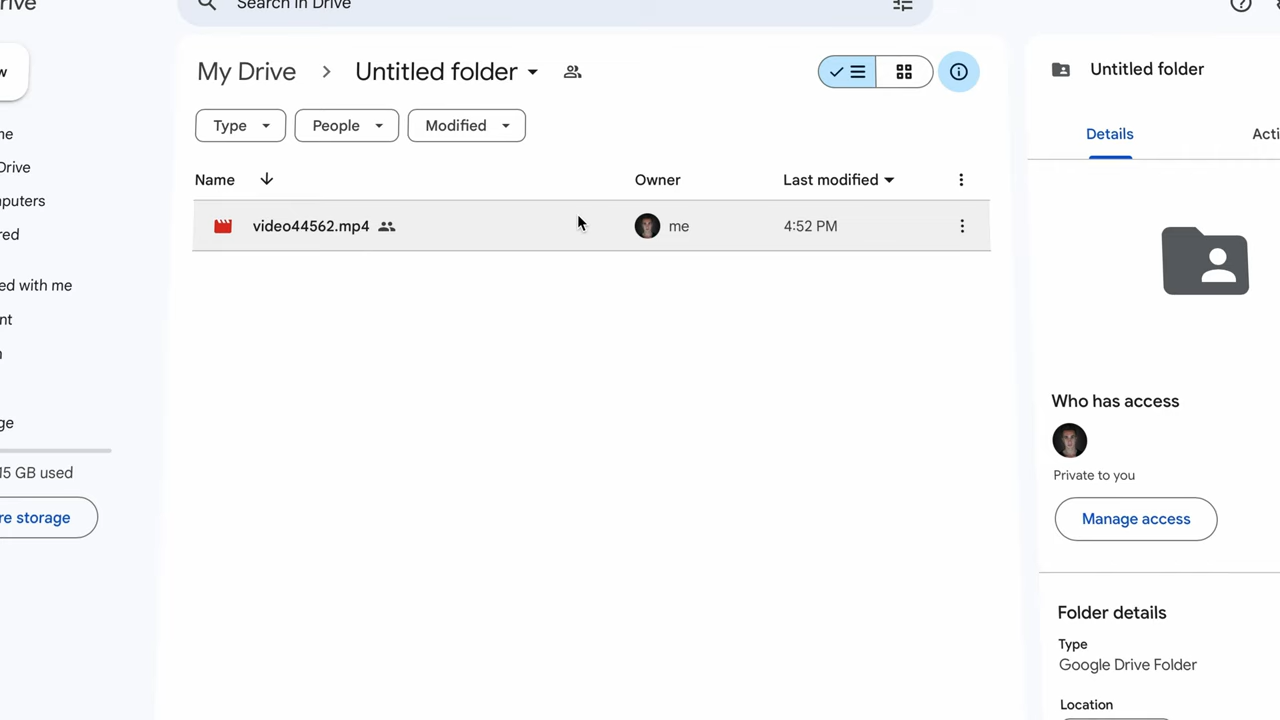 rive
Search in Drive
w
me
Drive
mputers
red
ed with me
nt
n
ge
15 GB used
re storage
My Drive
Untitled folder
Type
People
Modified
Name
Owner
Last modified
video44562.mp4
me
4:52 PM
Untitled folder
Details
Acti
Who has access
Private to you
Manage access
Folder details
Type
Google Drive Folder
Location